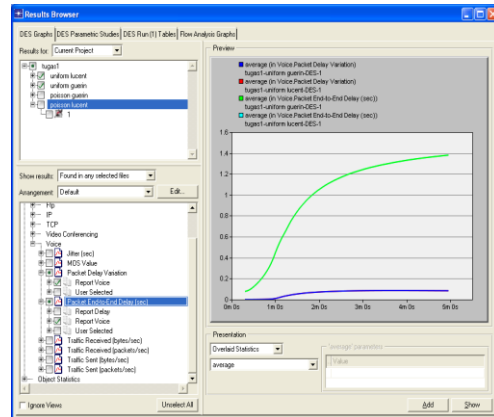 Results Browser
DES Graphs DES Parametric Studies DES Run (1) Tables Flow Analysis Graphs
Results for: Current Project
tugas1
uniform lucent
uniform guerin
poisson guerin
poisson lucent
1
Show results: Found in any selected files
Arrangement: Default Edit...
Ftp
IP
TCP
Video Conferencing
Voice
Jitter (sec)
MOS Value
Packet Delay Variation
Report Voice
User Selected
Packet End-to-End Delay (sec)
Report Delay
Report Voice
User Selected
Traffic Received (bytes/sec)
Traffic Received (packets/sec)
Traffic Sent (bytes/sec)
Traffic Sent (packets/sec)
Object Statistics
Ignore Views Unselect All
Preview
average (in Voice.Packet Delay Variation)
tugas1-uniform guerin-DES-1
average (in Voice.Packet Delay Variation)
tugas1-uniform lucent-DES-1
average (in Voice.Packet End-to-End Delay (sec))
tugas1-uniform guerin-DES-1
average (in Voice.Packet End-to-End Delay (sec))
tugas1-uniform lucent-DES-1
1.6
1.4
1.2
1
0.8
0.6
0.4
0.2
0
0m 0s 1m 0s 2m 0s 3m 0s 4m 0s 5m 0s
Presentation
Overlaid Statistics
average
'average' parameters
Value
Add Show